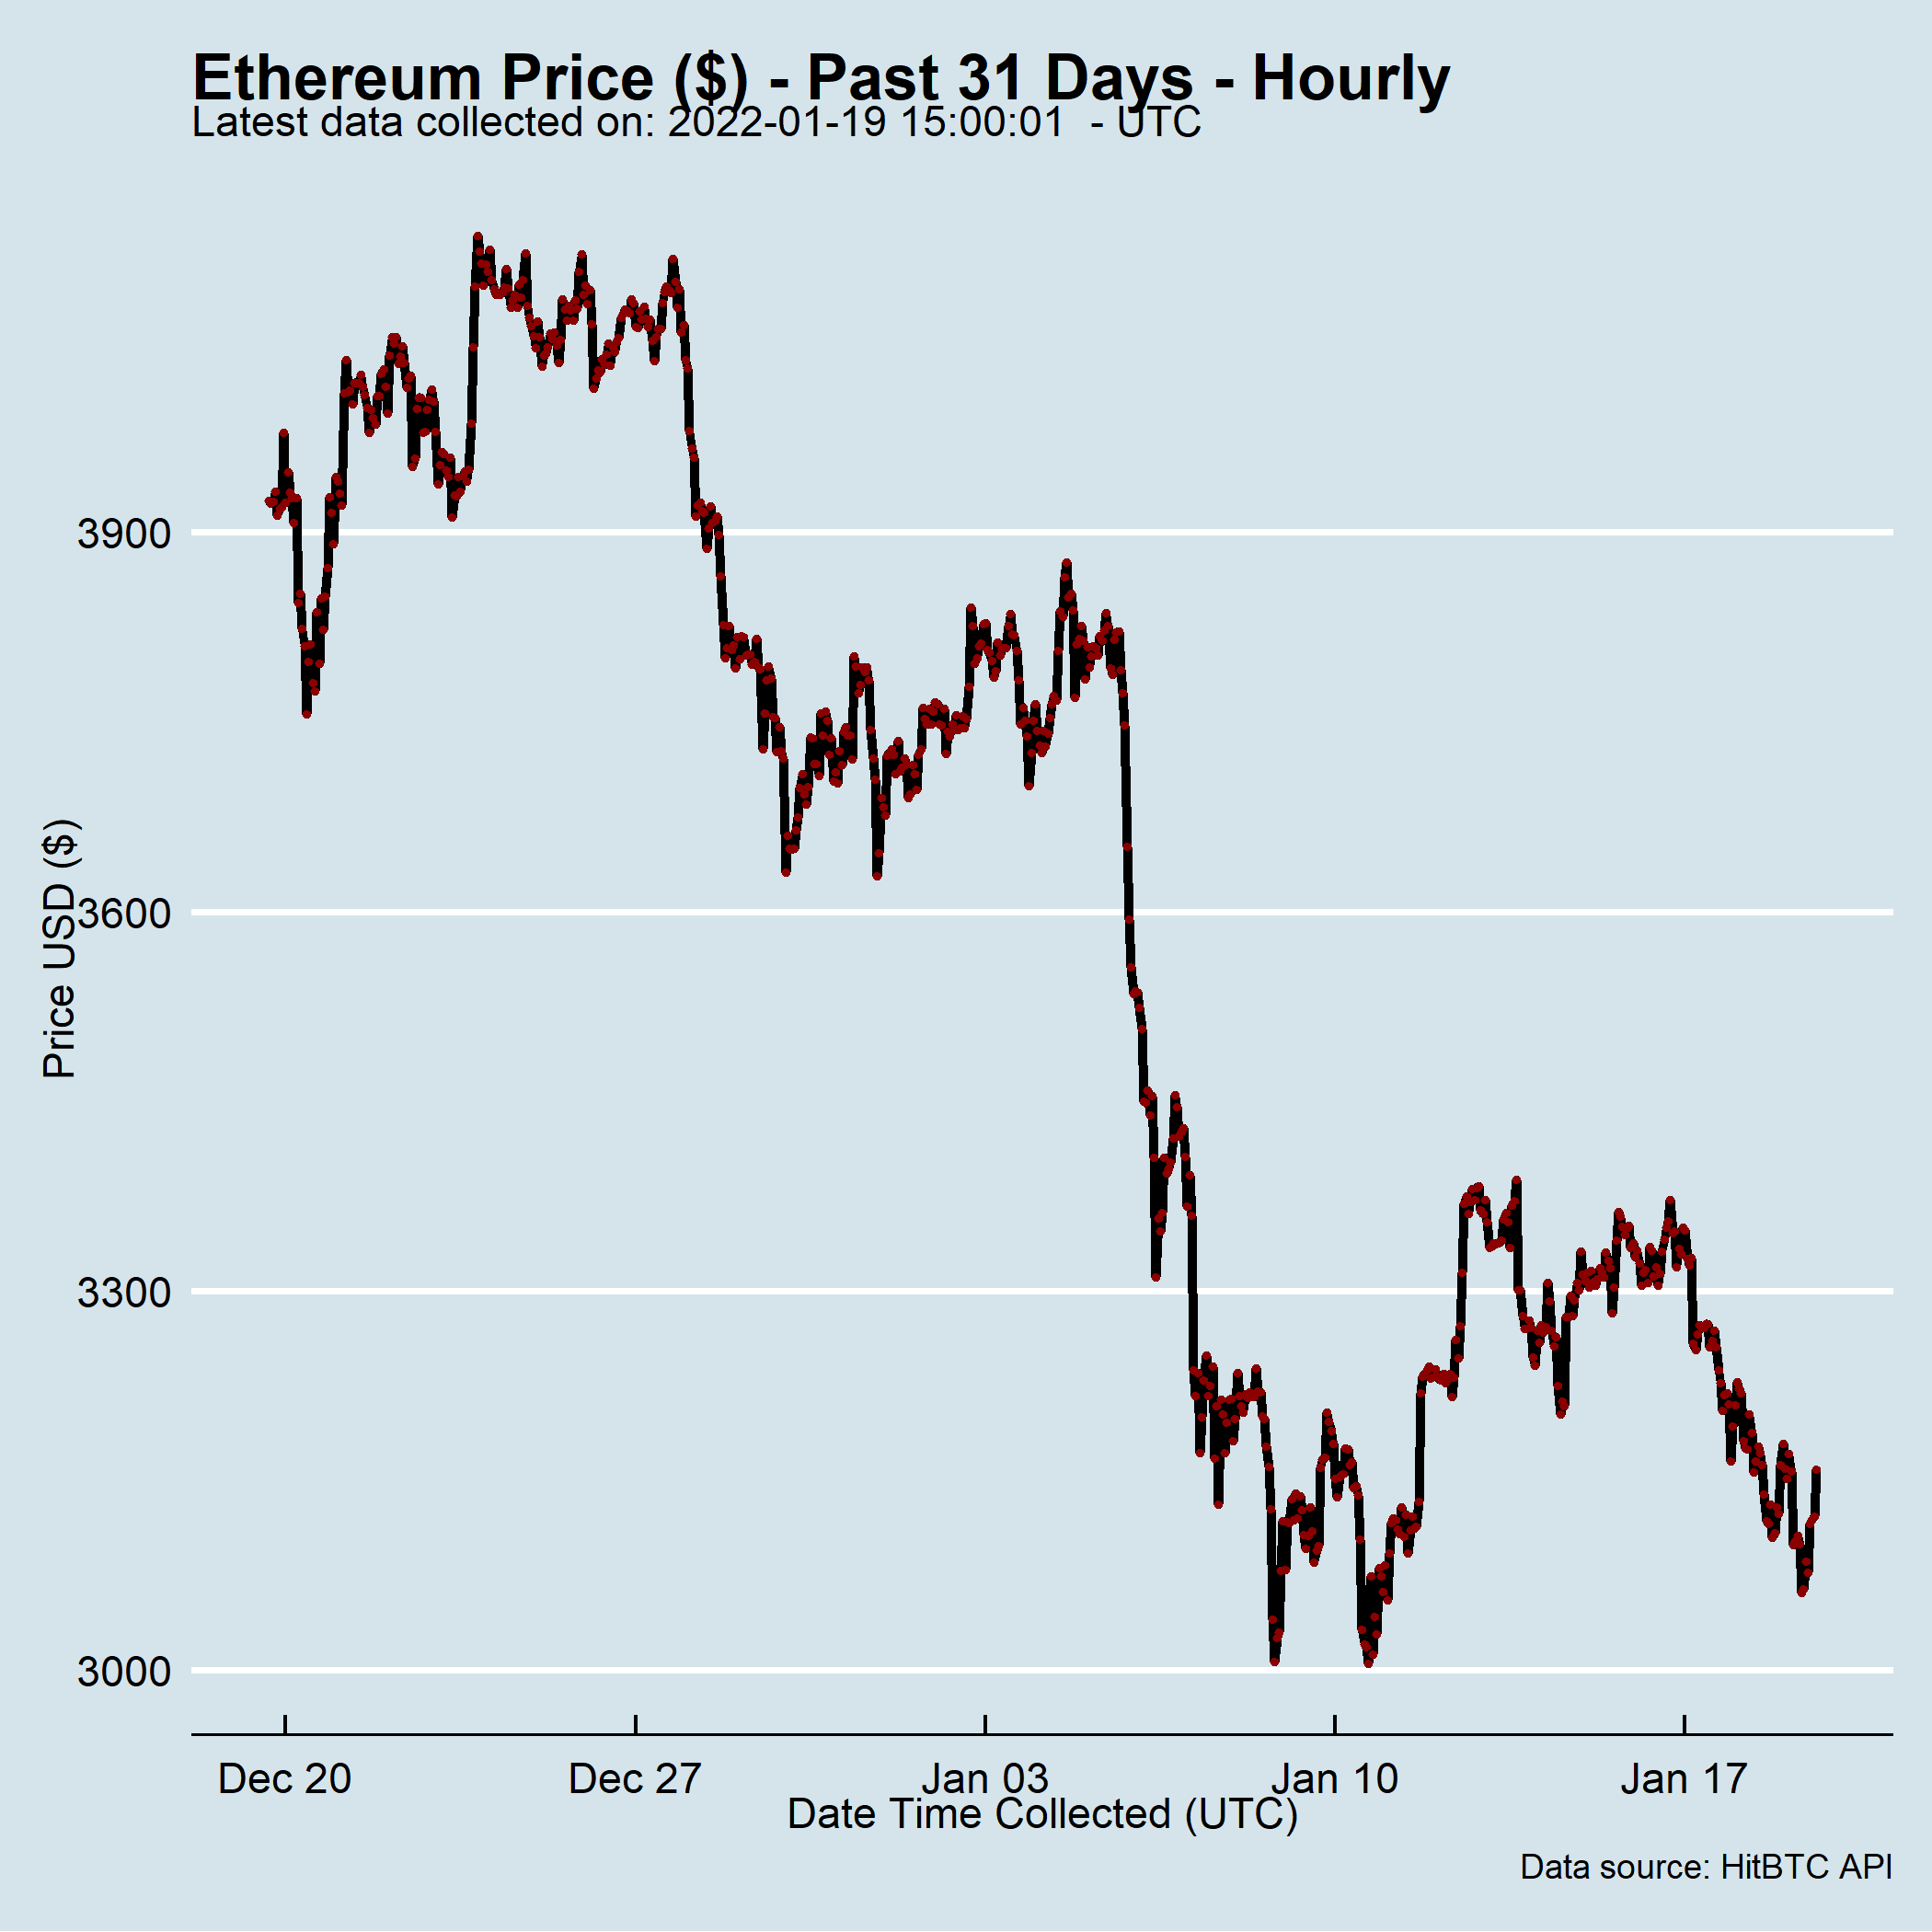 Ethereum Price ($) - Past 31 Days - Hourly
Latest data collected on: 2022-01-19 15:00:01  - UTC
Price USD ($)
3900
3600
3300
3000
Dec 20
Dec 27
Jan 03
Jan 10
Jan 17
Date Time Collected (UTC)
Data source: HitBTC API